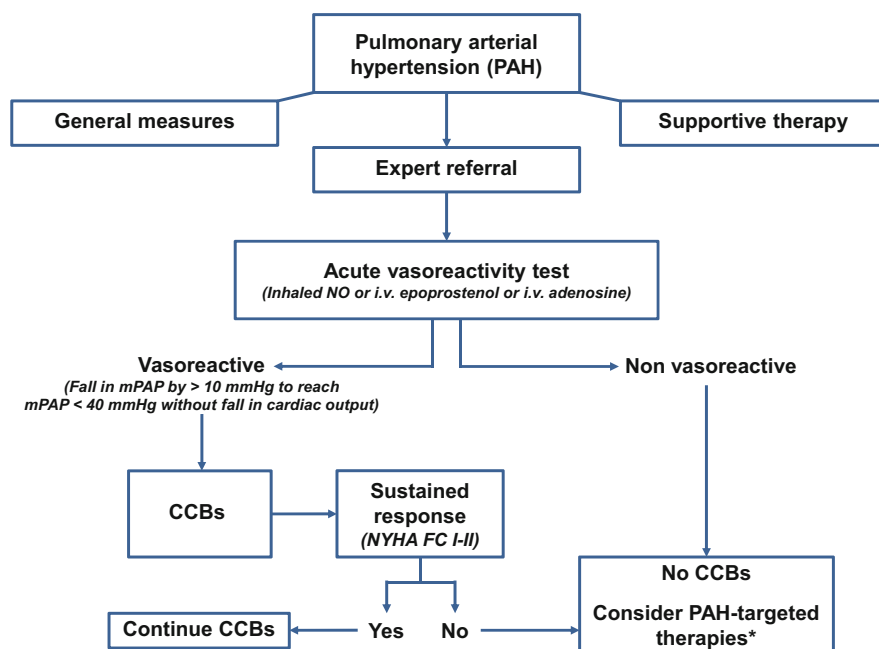 Pulmonary arterial
hypertension (PAH)
General measures
Supportive therapy
Expert referral
Acute vasoreactivity test
(Inhaled NO or i.v. epoprostenol or i.v. adenosine)
Vasoreactive
(Fall in mPAP by > 10 mmHg to reach
mPAP < 40 mmHg without fall in cardiac output)
Non vasoreactive
CCBs
Sustained
response
(NYHA FC I-II)
No CCBs
Consider PAH-targeted
therapies*
Continue CCBs
Yes
No